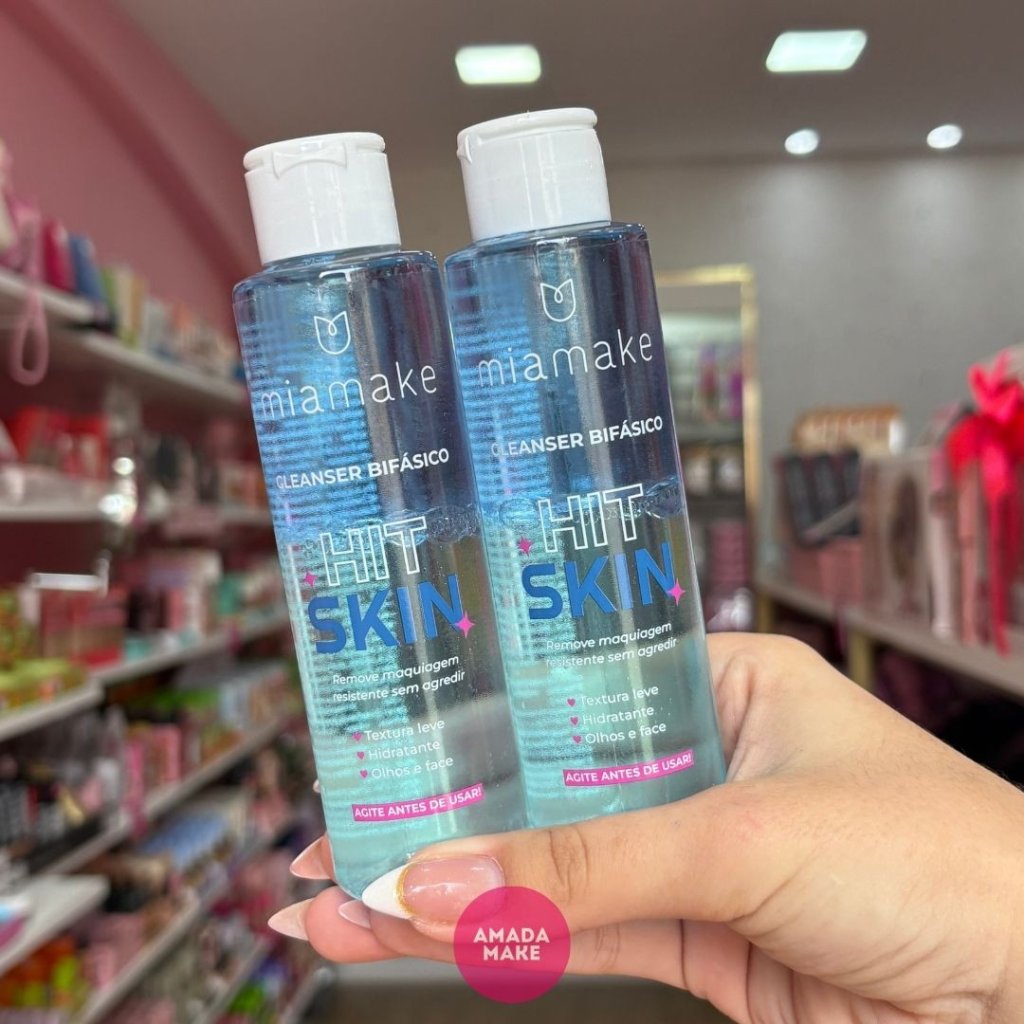 miamake
CLEANSER BIFÁSICO
HIT
SKIN
Remove maquiagem
resistente sem agredir
Textura leve
Hidratante
Olhos e face
AGITE ANTES DE USAR!
miamake
CLEANSER BIFÁSICO
HIT
SKIN
Remove maquiagem
resistente sem agredir
Textura leve
Hidratante
Olhos e face
AGITE ANTES DE USAR!
AMADA
MAKE